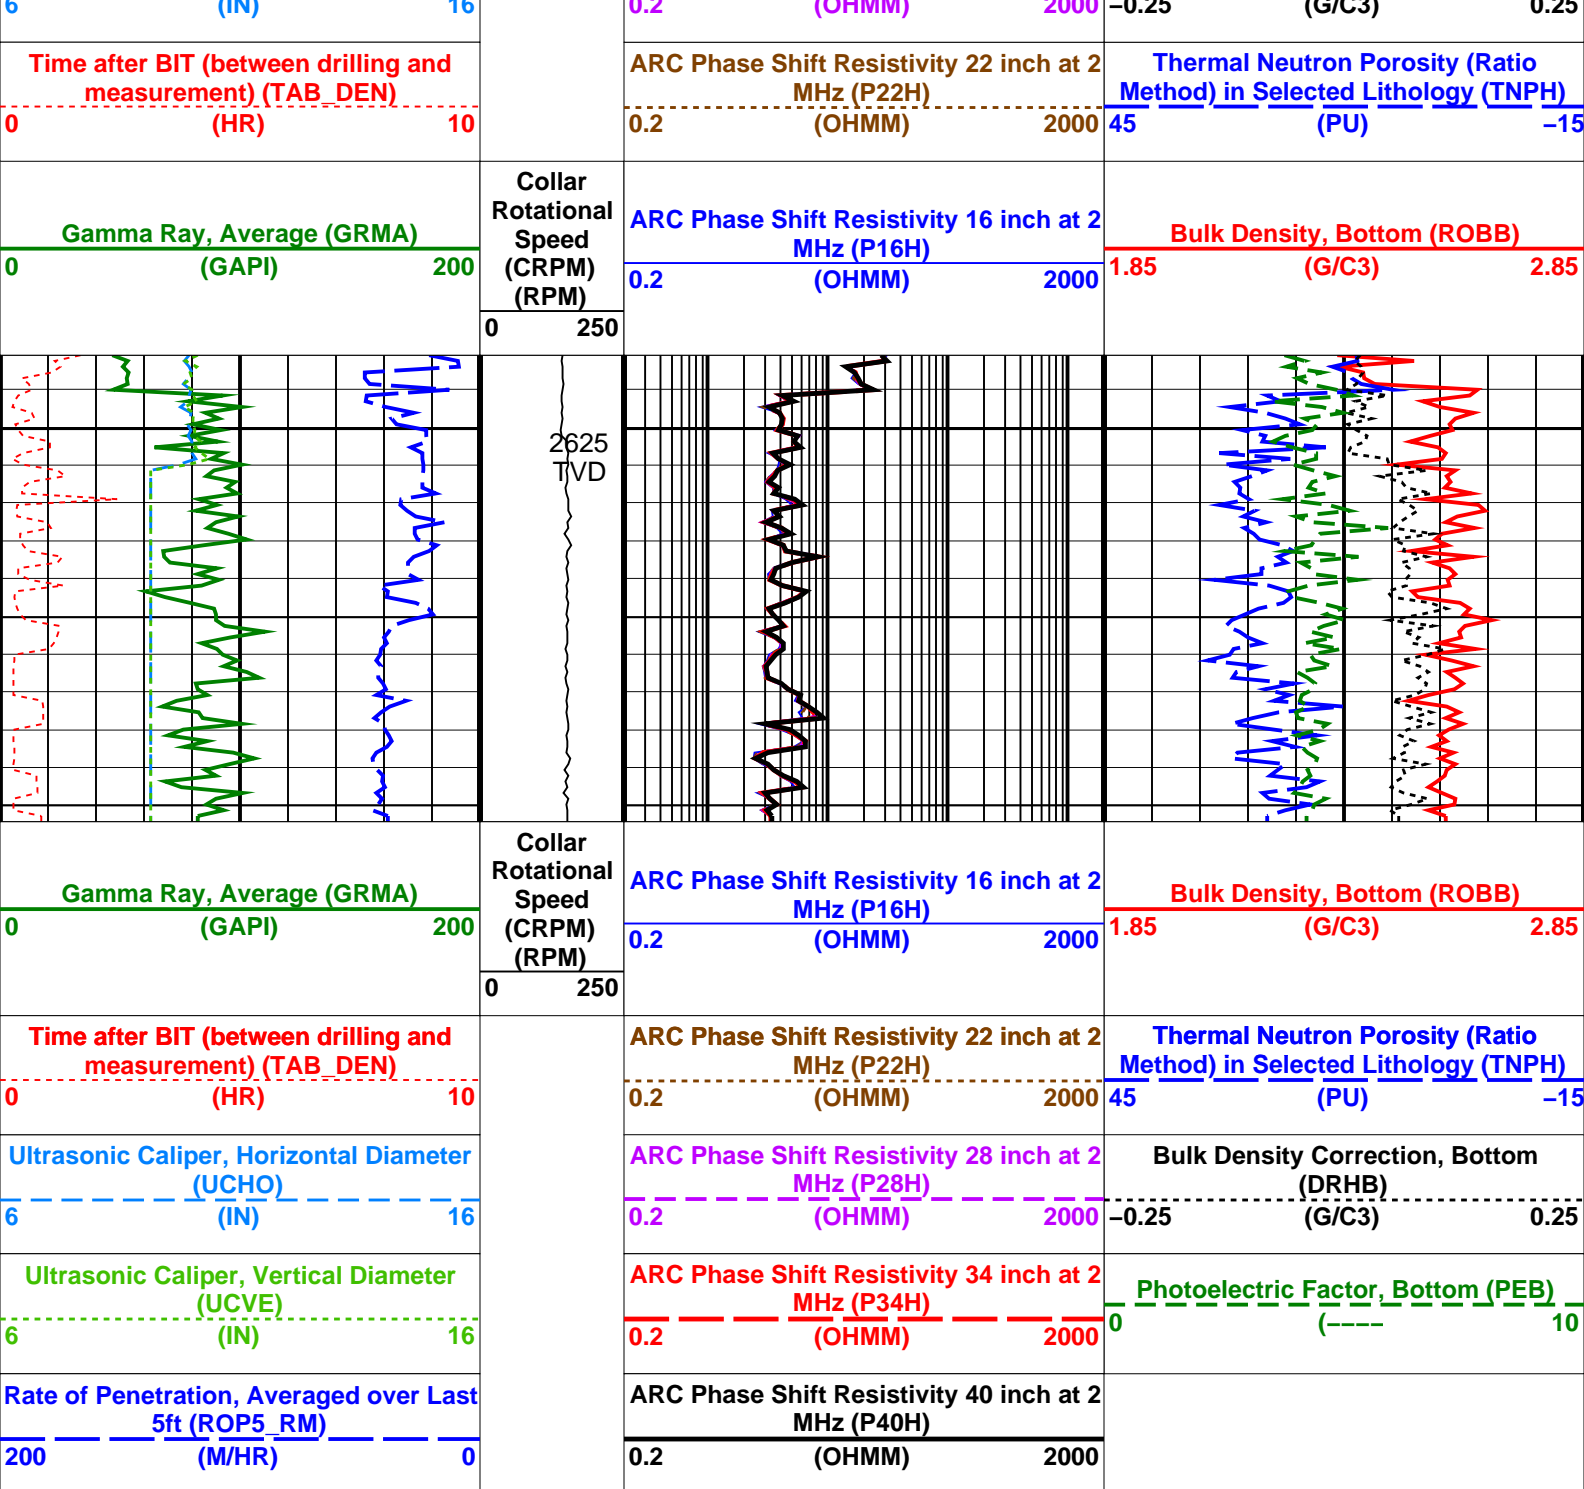 6 (IN) 16
0.2 (OHMM) 2000
−0.25 (G/C3) 0.25
Time after BIT (between drilling and
measurement) (TAB_DEN)
0 (HR) 10
ARC Phase Shift Resistivity 22 inch at 2
MHz (P22H)
0.2 (OHMM) 2000
Thermal Neutron Porosity (Ratio
Method) in Selected Lithology (TNPH)
45 (PU) −15
Gamma Ray, Average (GRMA)
0 (GAPI) 200
Collar
Rotational
Speed
(CRPM)
(RPM)
0 250
ARC Phase Shift Resistivity 16 inch at 2
MHz (P16H)
0.2 (OHMM) 2000
Bulk Density, Bottom (ROBB)
1.85 (G/C3) 2.85
2625
TVD
Gamma Ray, Average (GRMA)
0 (GAPI) 200
Collar
Rotational
Speed
(CRPM)
(RPM)
0 250
ARC Phase Shift Resistivity 16 inch at 2
MHz (P16H)
0.2 (OHMM) 2000
Bulk Density, Bottom (ROBB)
1.85 (G/C3) 2.85
Time after BIT (between drilling and
measurement) (TAB_DEN)
0 (HR) 10
ARC Phase Shift Resistivity 22 inch at 2
MHz (P22H)
0.2 (OHMM) 2000
Thermal Neutron Porosity (Ratio
Method) in Selected Lithology (TNPH)
45 (PU) −15
Ultrasonic Caliper, Horizontal Diameter
(UCHO)
6 (IN) 16
ARC Phase Shift Resistivity 28 inch at 2
MHz (P28H)
0.2 (OHMM) 2000
Bulk Density Correction, Bottom
(DRHB)
−0.25 (G/C3) 0.25
Ultrasonic Caliper, Vertical Diameter
(UCVE)
6 (IN) 16
ARC Phase Shift Resistivity 34 inch at 2
MHz (P34H)
0.2 (OHMM) 2000
Photoelectric Factor, Bottom (PEB)
0 (−−−− 10
Rate of Penetration, Averaged over Last
5ft (ROP5_RM)
200 (M/HR) 0
ARC Phase Shift Resistivity 40 inch at 2
MHz (P40H)
0.2 (OHMM) 2000